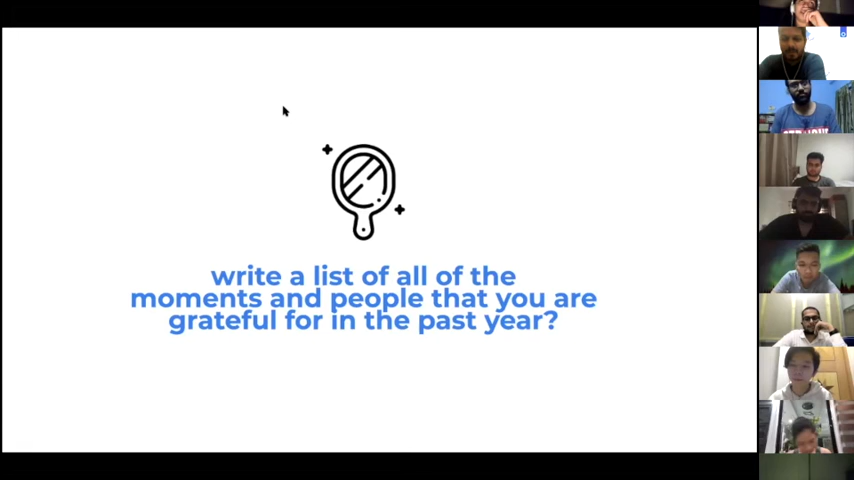 write a list of all of the
moments and people that you are
grateful for in the past year?